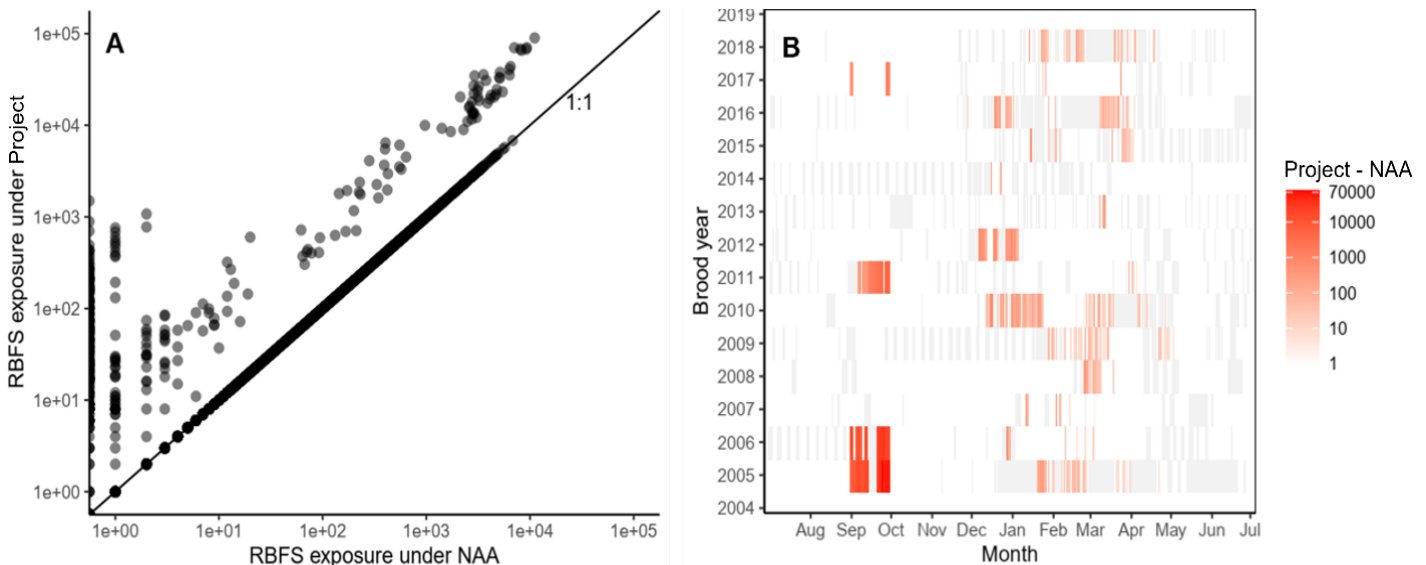 A
RBFS exposure under Project
1e+05
1e+04
1e+03
1e+02
1e+01
1e+00
1:1
1e+00 1e+01 1e+02 1e+03 1e+04 1e+05
RBFS exposure under NAA
B
Brood year
2019
2018
2017
2016
2015
2014
2013
2012
2011
2010
2009
2008
2007
2006
2005
2004
Aug Sep Oct Nov Dec Jan Feb Mar Apr May Jun Jul
Month
Project - NAA
70000
10000
1000
100
10
1